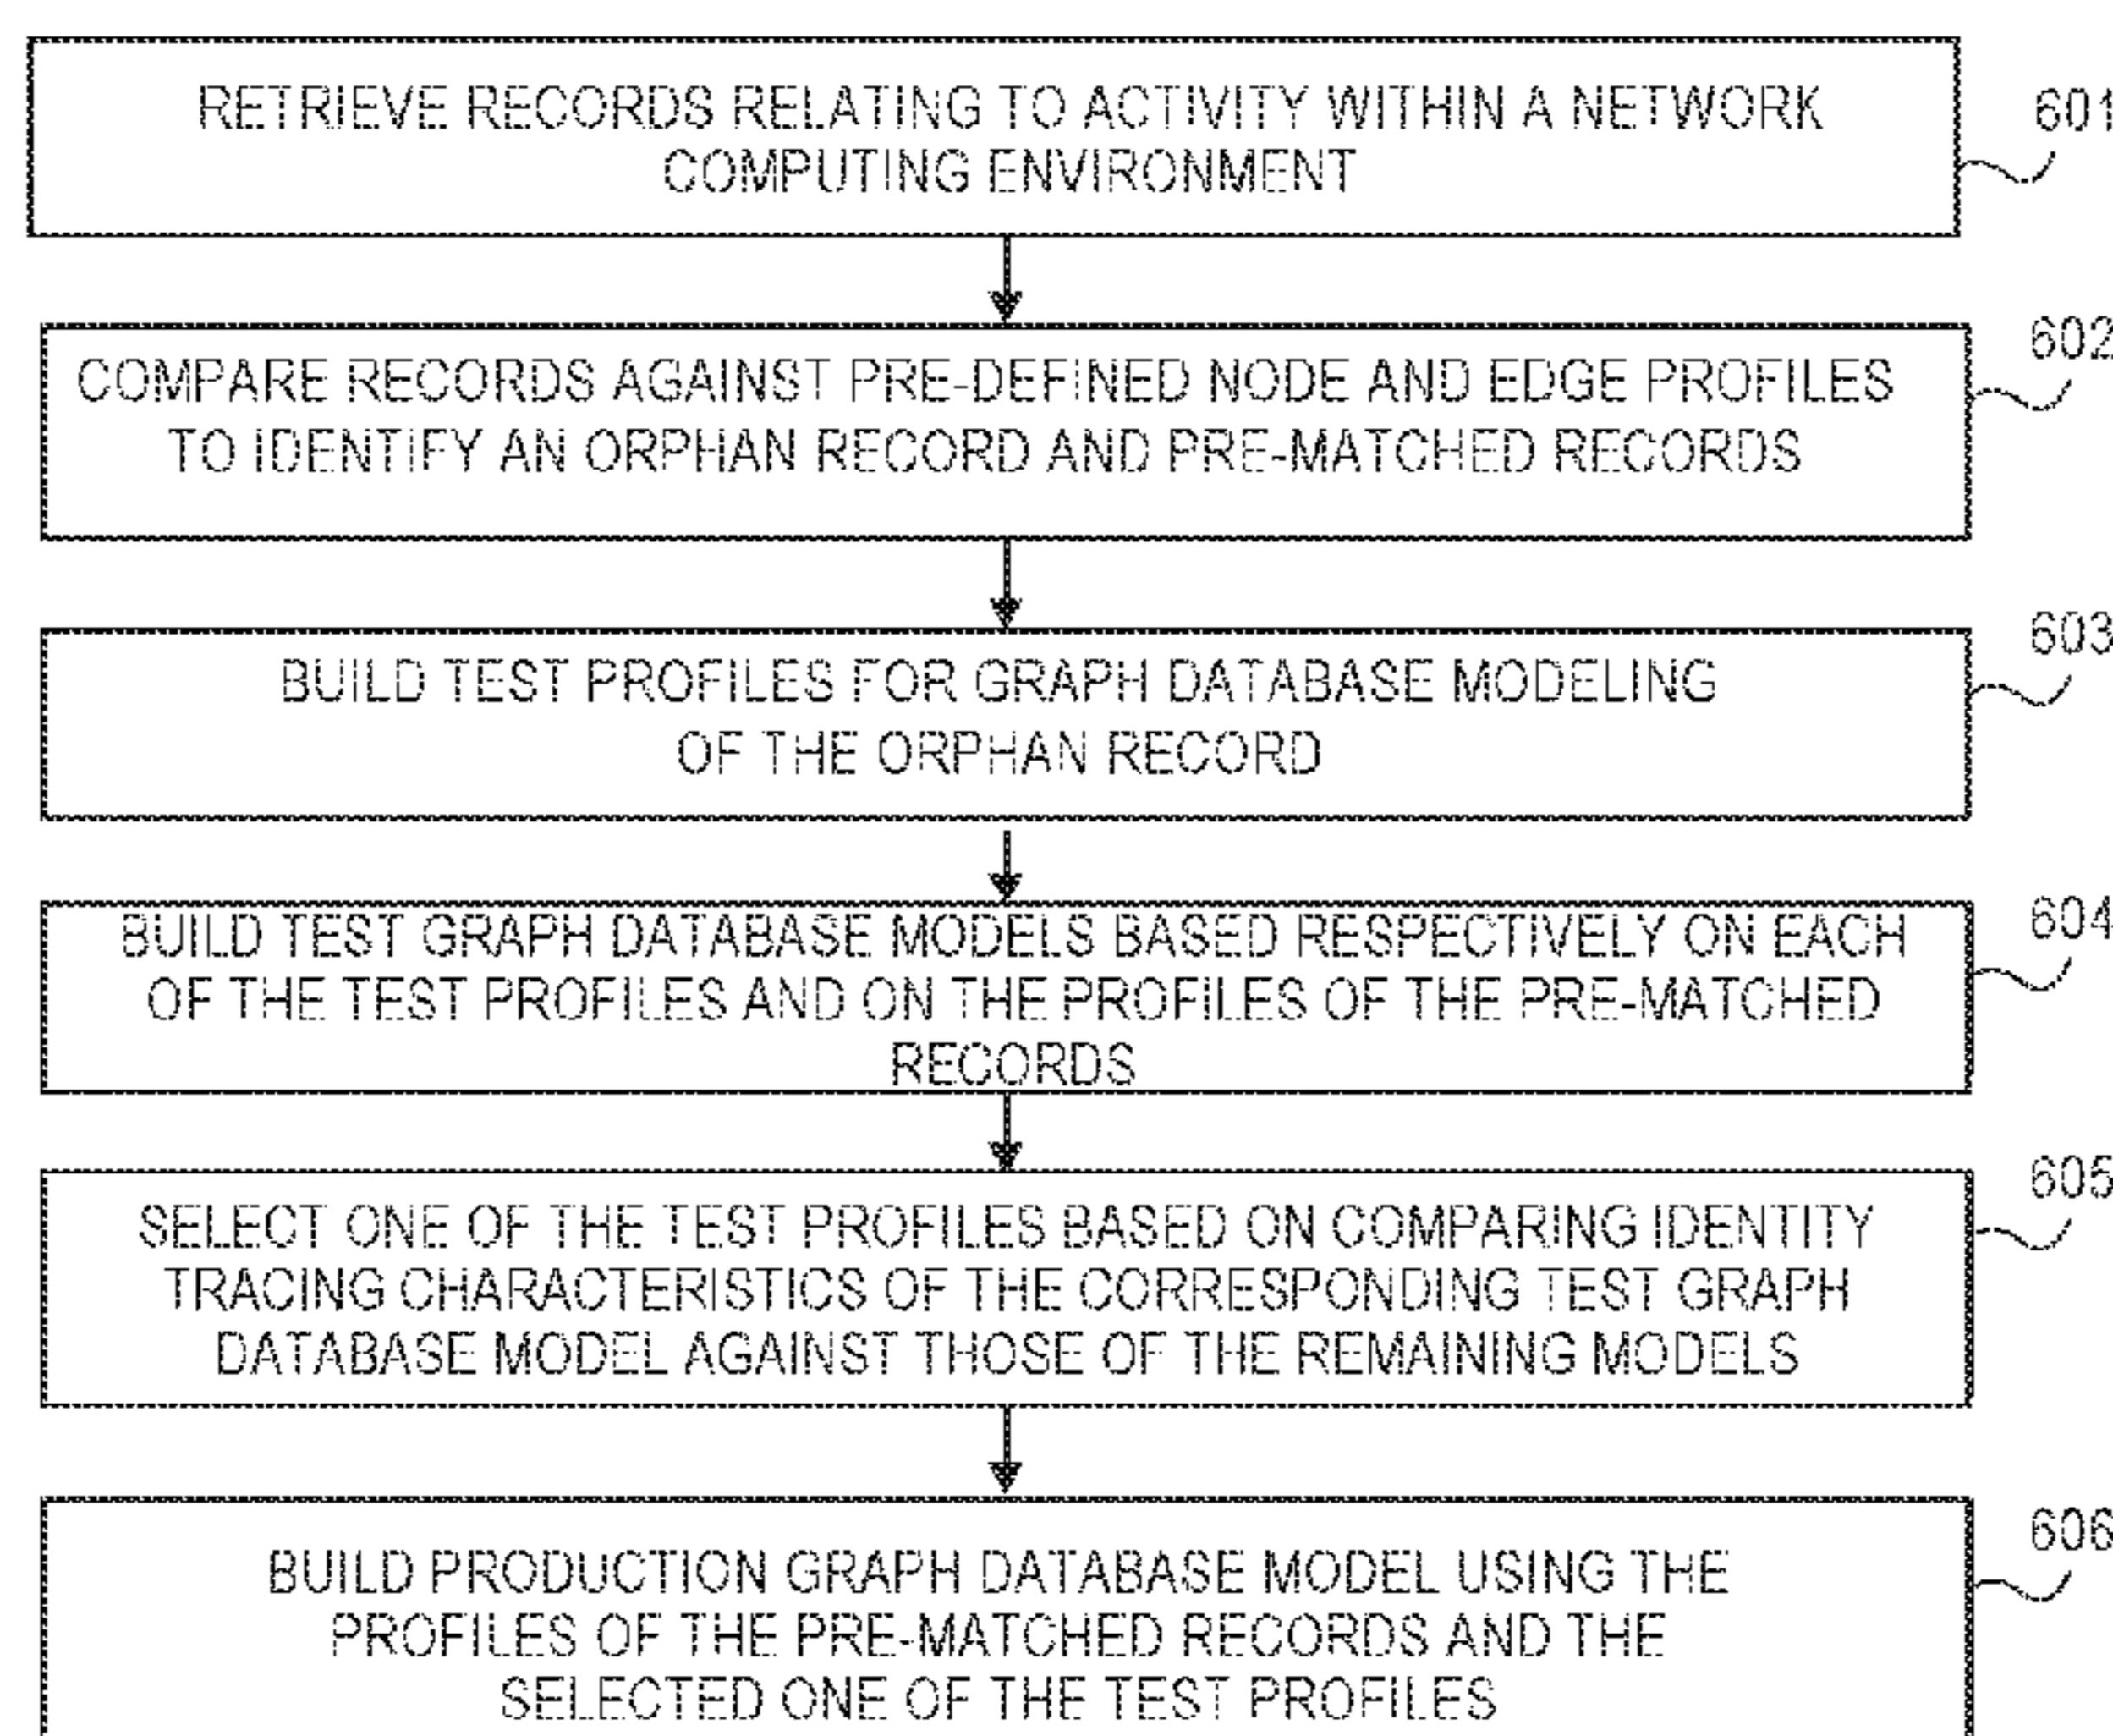 RETRIEVE RECORDS RELATING TO ACTIVITY WITHIN A NETWORK
COMPUTING ENVIRONMENT
601
COMPARE RECORDS AGAINST PRE-DEFINED NODE AND EDGE PROFILES
TO IDENTIFY AN ORPHAN RECORD AND PRE-MATCHED RECORDS
602
BUILD TEST PROFILES FOR GRAPH DATABASE MODELING
OF THE ORPHAN RECORD
603
BUILD TEST GRAPH DATABASE MODELS BASED RESPECTIVELY ON EACH
OF THE TEST PROFILES AND ON THE PROFILES OF THE PRE-MATCHED
RECORDS
604
SELECT ONE OF THE TEST PROFILES BASED ON COMPARING IDENTITY
TRACING CHARACTERISTICS OF THE CORRESPONDING TEST GRAPH
DATABASE MODEL AGAINST THOSE OF THE REMAINING MODELS
605
BUILD PRODUCTION GRAPH DATABASE MODEL USING THE
PROFILES OF THE PRE-MATCHED RECORDS AND THE
SELECTED ONE OF THE TEST PROFILES
606